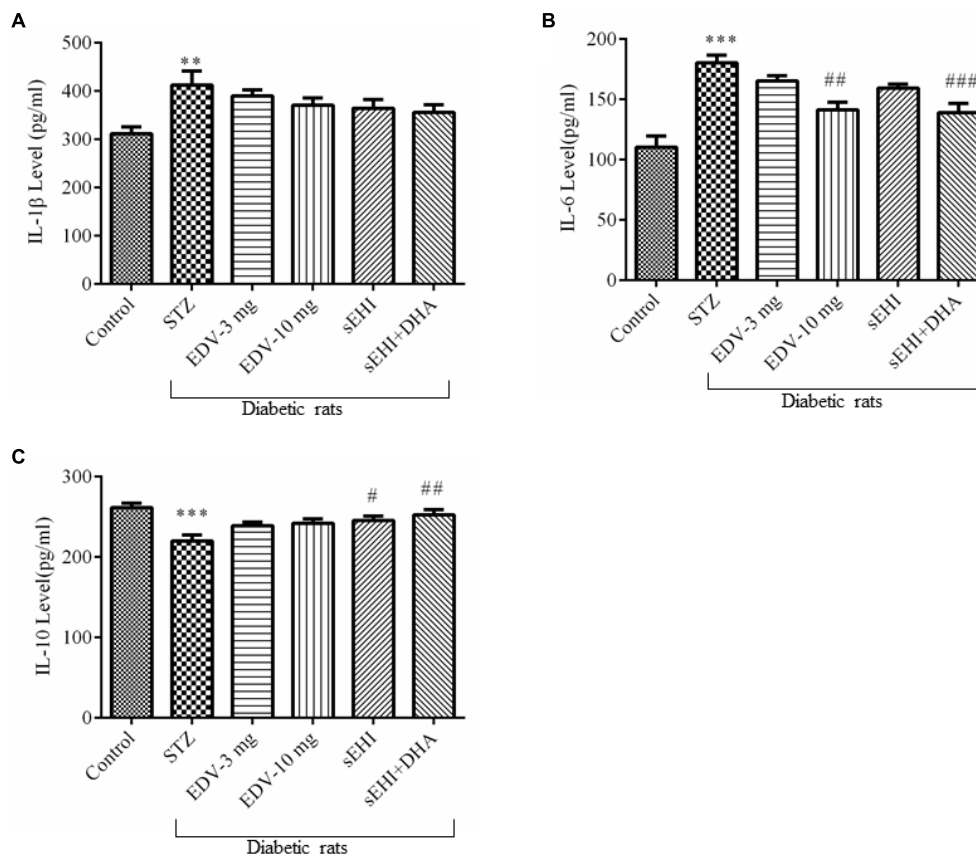 A
IL-1β Level (pg/ml)
500
400
300
200
100
0
**
Control
STZ
EDV-3 mg
EDV-10 mg
sEHI
sEHI+DHA
Diabetic rats
B
IL-6 Level(pg/ml)
200
150
100
50
0
***
##
###
Control
STZ
EDV-3 mg
EDV-10 mg
sEHI
sEHI+DHA
Diabetic rats
C
IL-10 Level(pg/ml)
300
200
100
0
***
#
##
Control
STZ
EDV-3 mg
EDV-10 mg
sEHI
sEHI+DHA
Diabetic rats